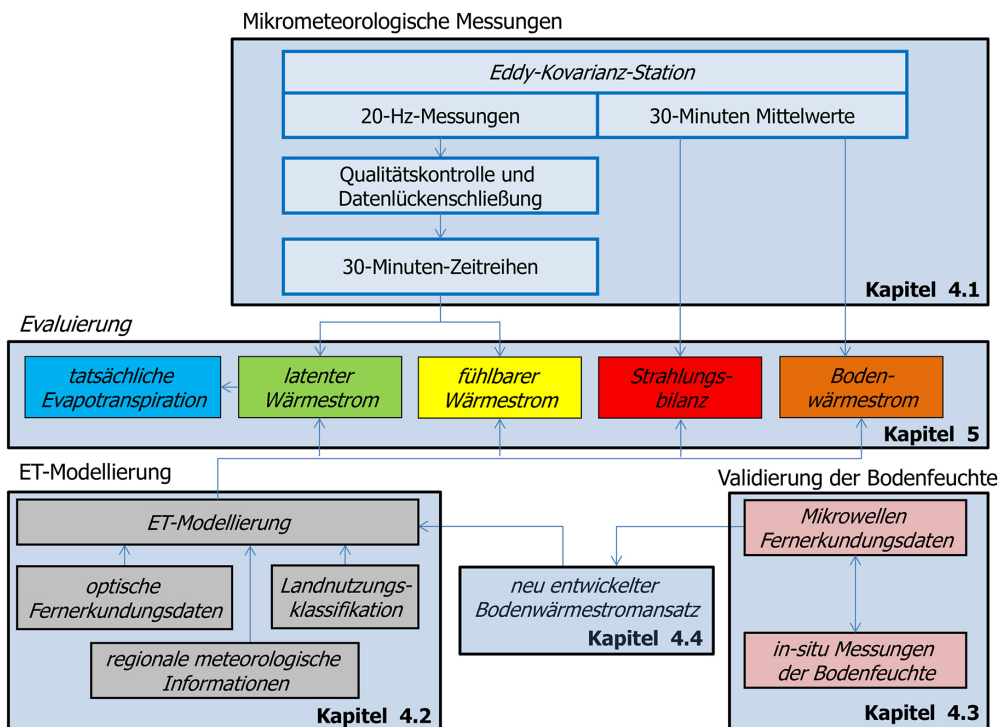 Mikrometeorologische Messungen
Eddy-Kovarianz-Station
20-Hz-Messungen
30-Minuten Mittelwerte
Qualitätskontrolle und
Datenlückenschließung
30-Minuten-Zeitreihen
Kapitel 4.1
Evaluierung
tatsächliche
Evapotranspiration
latenter
Wärmestrom
fühlbarer
Wärmestrom
Strahlungs-
bilanz
Boden-
wärmestrom
Kapitel 5
ET-Modellierung
ET-Modellierung
optische
Fernerkundungsdaten
Landnutzungs-
klassifikation
regionale meteorologische
Informationen
Kapitel 4.2
neu entwickelter
Bodenwärmestromansatz
Kapitel 4.4
Validierung der Bodenfeuchte
Mikrowellen
Fernerkundungsdaten
in-situ Messungen
der Bodenfeuchte
Kapitel 4.3